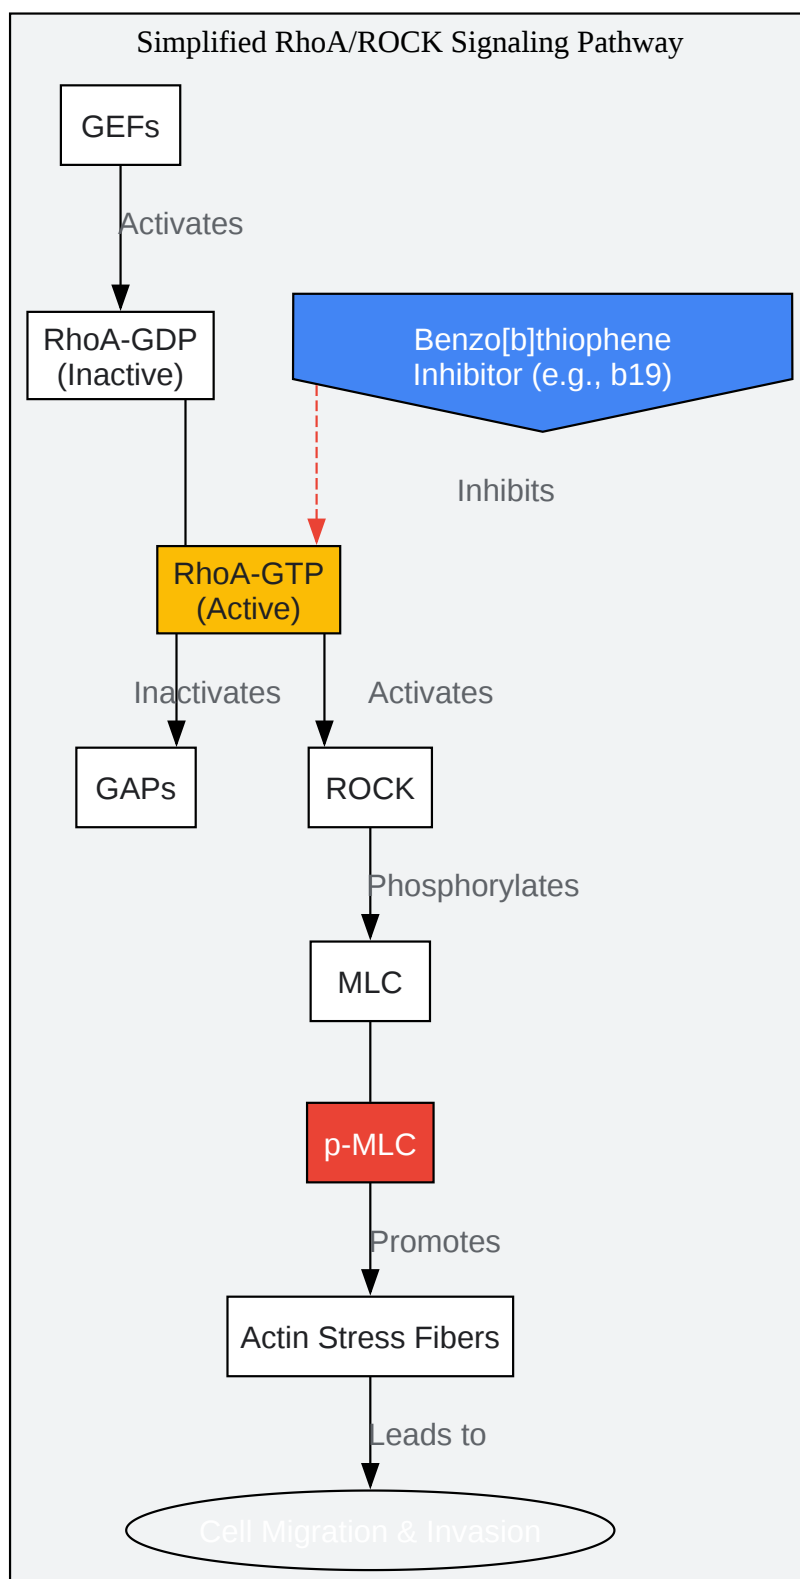 Simplified RhoA/ROCK Signaling Pathway
GEFs
Activates
RhoA-GDP
(Inactive)
Benzo[b]thiophene
Inhibitor (e.g., b19)
Inhibits
RhoA-GTP
(Active)
Inactivates
Activates
GAPs
ROCK
Phosphorylates
MLC
p-MLC
Promotes
Actin Stress Fibers
Leads to
Cell Migration & Invasion